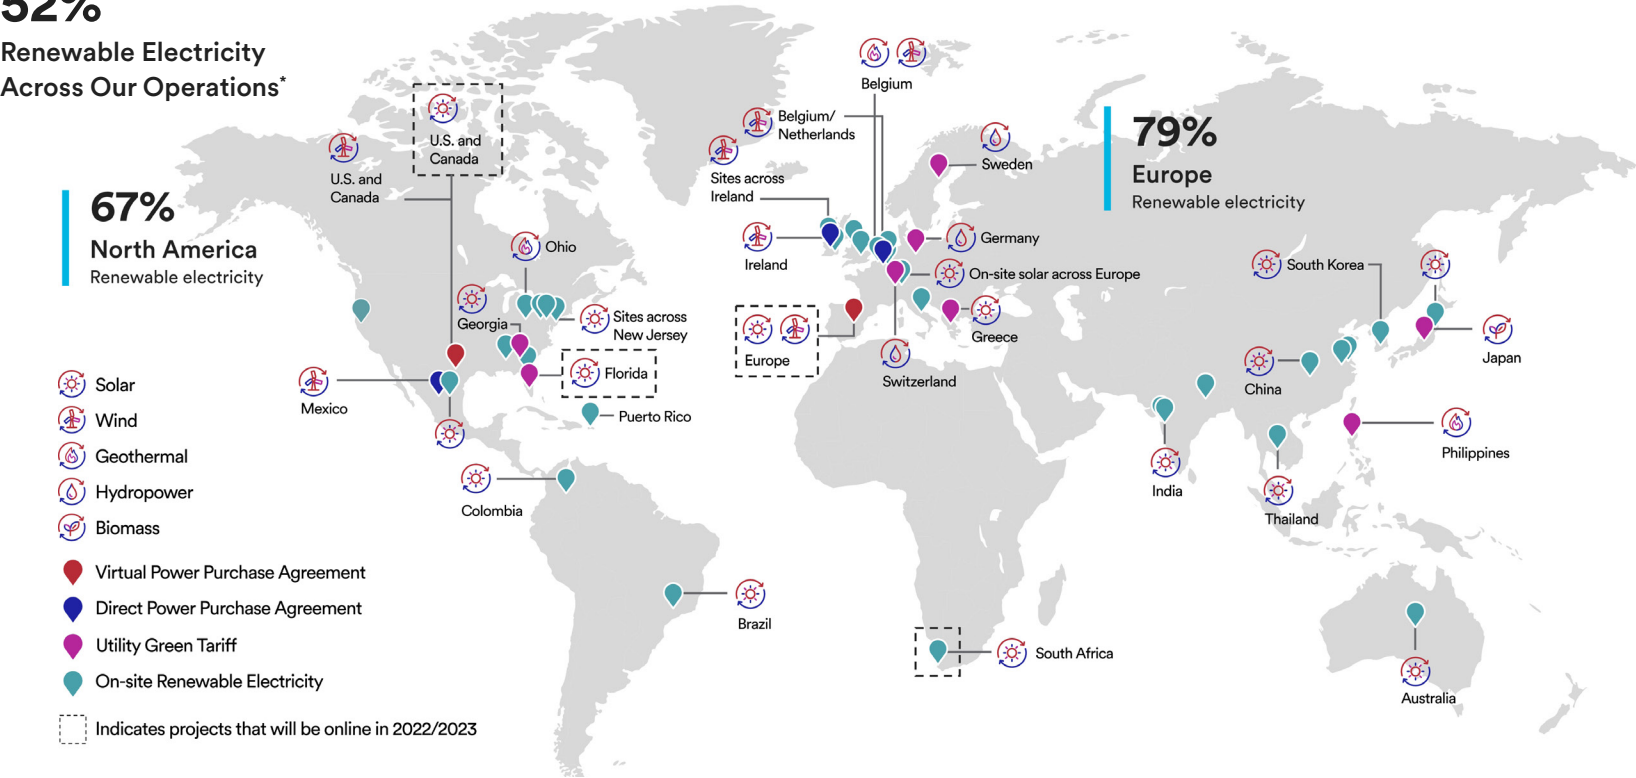 52%
Renewable Electricity
Across Our Operations*
67%
North America
Renewable electricity
79%
Europe
Renewable electricity
U.S. and
Canada
U.S. and
Canada
Ohio
Georgia
Sites across
New Jersey
Florida
Mexico
Puerto Rico
Colombia
Brazil
Belgium
Belgium/
Netherlands
Sites across
Ireland
Ireland
Sweden
Germany
On-site solar across Europe
Greece
Europe
Switzerland
South Africa
South Korea
Japan
China
Philippines
India
Thailand
Australia
Solar
Wind
Geothermal
Hydropower
Biomass
Virtual Power Purchase Agreement
Direct Power Purchase Agreement
Utility Green Tariff
On-site Renewable Electricity
Indicates projects that will be online in 2022/2023